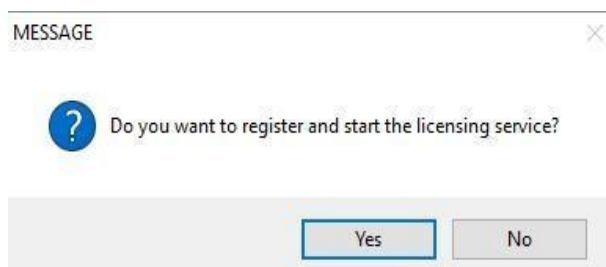 MESSAGE
Do you want to register and start the licensing service?
Yes
No